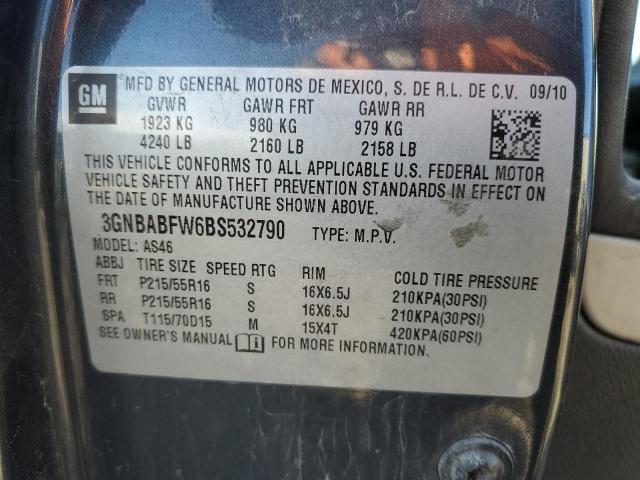 GM
MFD BY GENERAL MOTORS DE MEXICO, S. DE R.L. DE C.V. 09/10
GVWR GAWR FRT GAWR RR
1923 KG 980 KG 979 KG
4240 LB 2160 LB 2158 LB
THIS VEHICLE CONFORMS TO ALL APPLICABLE U.S. FEDERAL MOTOR
VEHICLE SAFETY AND THEFT PREVENTION STANDARDS IN EFFECT ON
THE DATE OF MANUFACTURE SHOWN ABOVE.
3GNBABFW6BS532790 TYPE: M.P.V.
MODEL: AS46
ABBJ TIRE SIZE SPEED RTG RIM COLD TIRE PRESSURE
FRT P215/55R16 S 16X6.5J 210KPA(30PSI)
RR P215/55R16 S 16X6.5J 210KPA(30PSI)
SPA T115/70D15 M 15X4T 420KPA(60PSI)
SEE OWNER'S MANUAL FOR MORE INFORMATION.